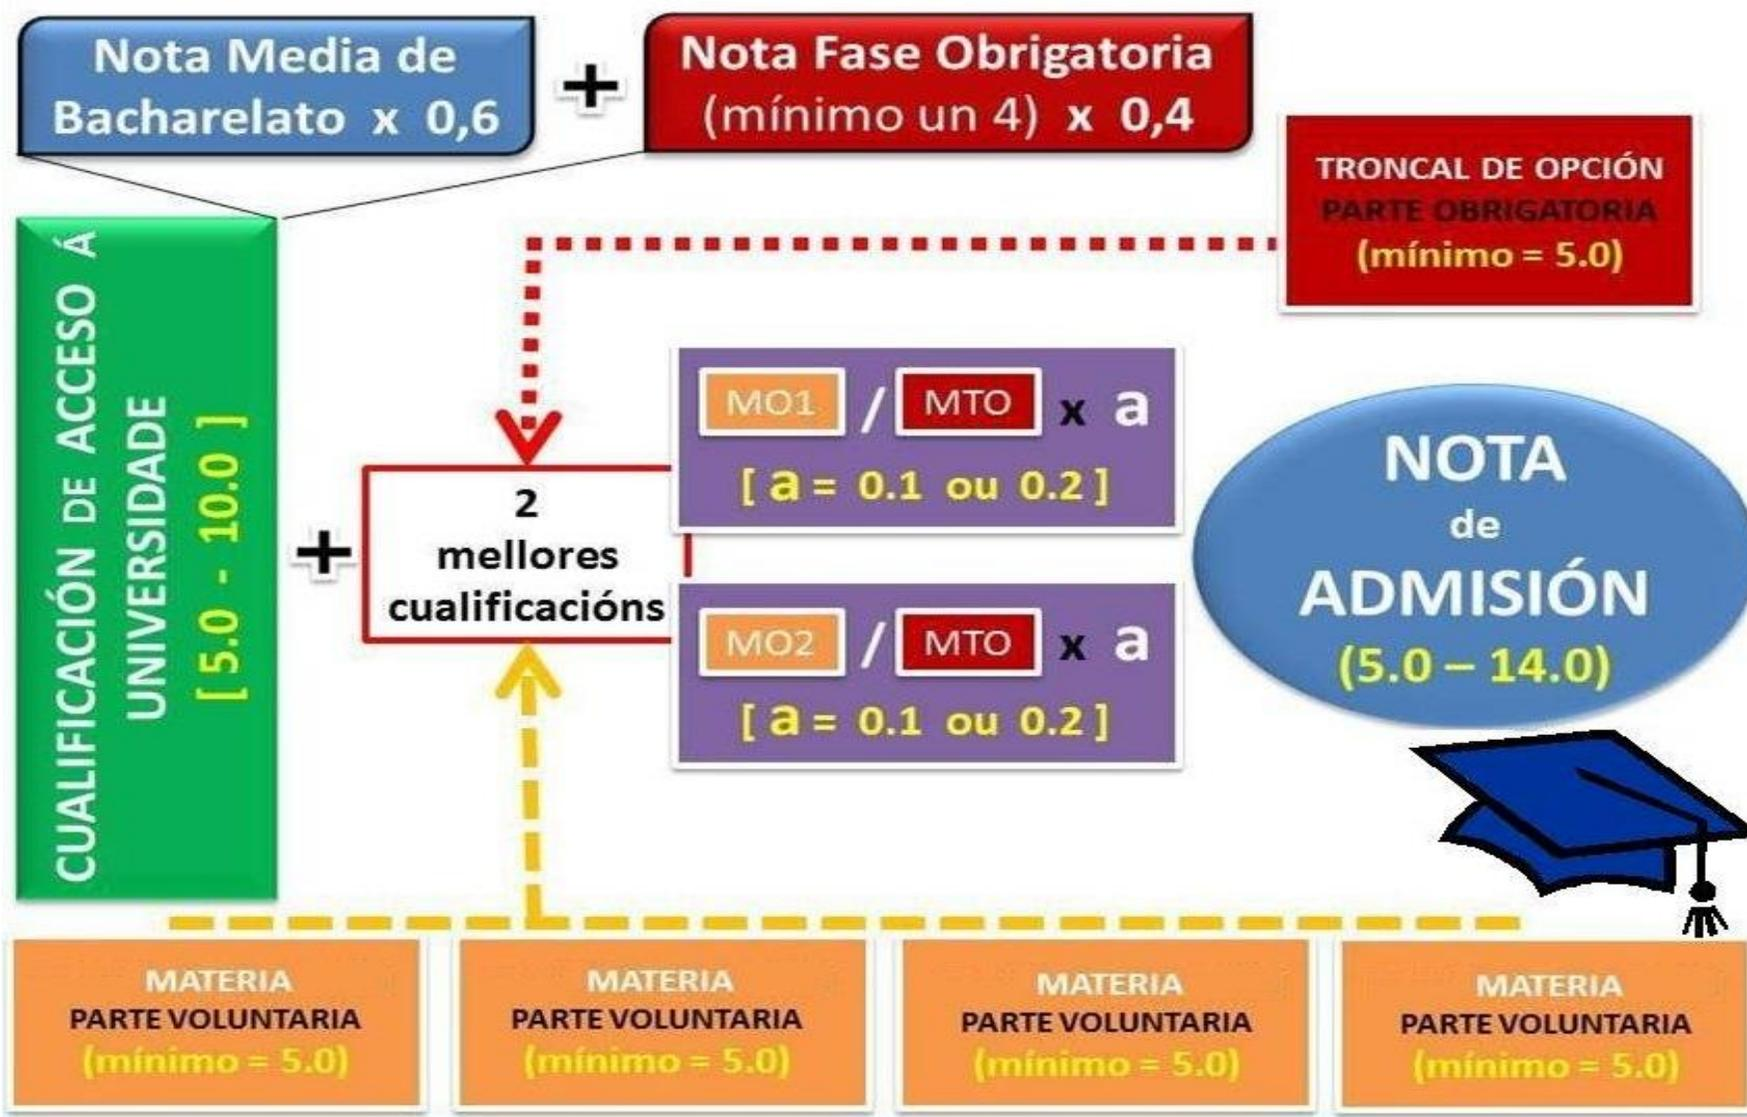 Nota Media de
Bacharelato x 0,6
+
Nota Fase Obrigatoria
(mínimo un 4) x 0,4
TRONCAL DE OPCIÓN
PARTE OBRIGATORIA
(mínimo = 5.0)
CUALIFICACIÓN DE ACCESO Á
UNIVERSIDADE
[ 5.0 - 10.0 ]
+
2
mellores
cualificacións
MO1 / MTO x a
[ a = 0.1 ou 0.2 ]
MO2 / MTO x a
[ a = 0.1 ou 0.2 ]
NOTA
de
ADMISIÓN
(5.0 – 14.0)
MATERIA
PARTE VOLUNTARIA
(mínimo = 5.0)
MATERIA
PARTE VOLUNTARIA
(mínimo = 5.0)
MATERIA
PARTE VOLUNTARIA
(mínimo = 5.0)
MATERIA
PARTE VOLUNTARIA
(mínimo = 5.0)